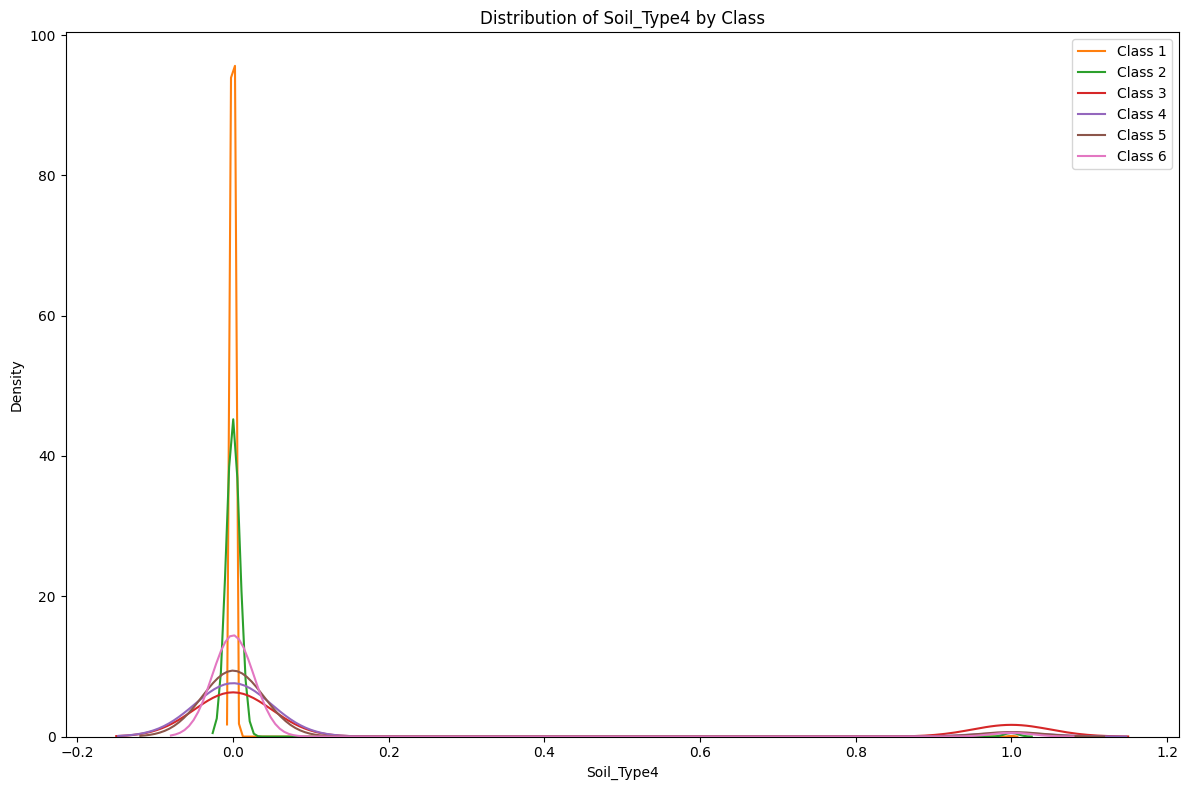 Distribution of Soil_Type4 by Class
100
80
60
40
20
0
Density
−0.2
0.0
0.2
0.4
0.6
0.8
1.0
1.2
Soil_Type4
Class 1
Class 2
Class 3
Class 4
Class 5
Class 6